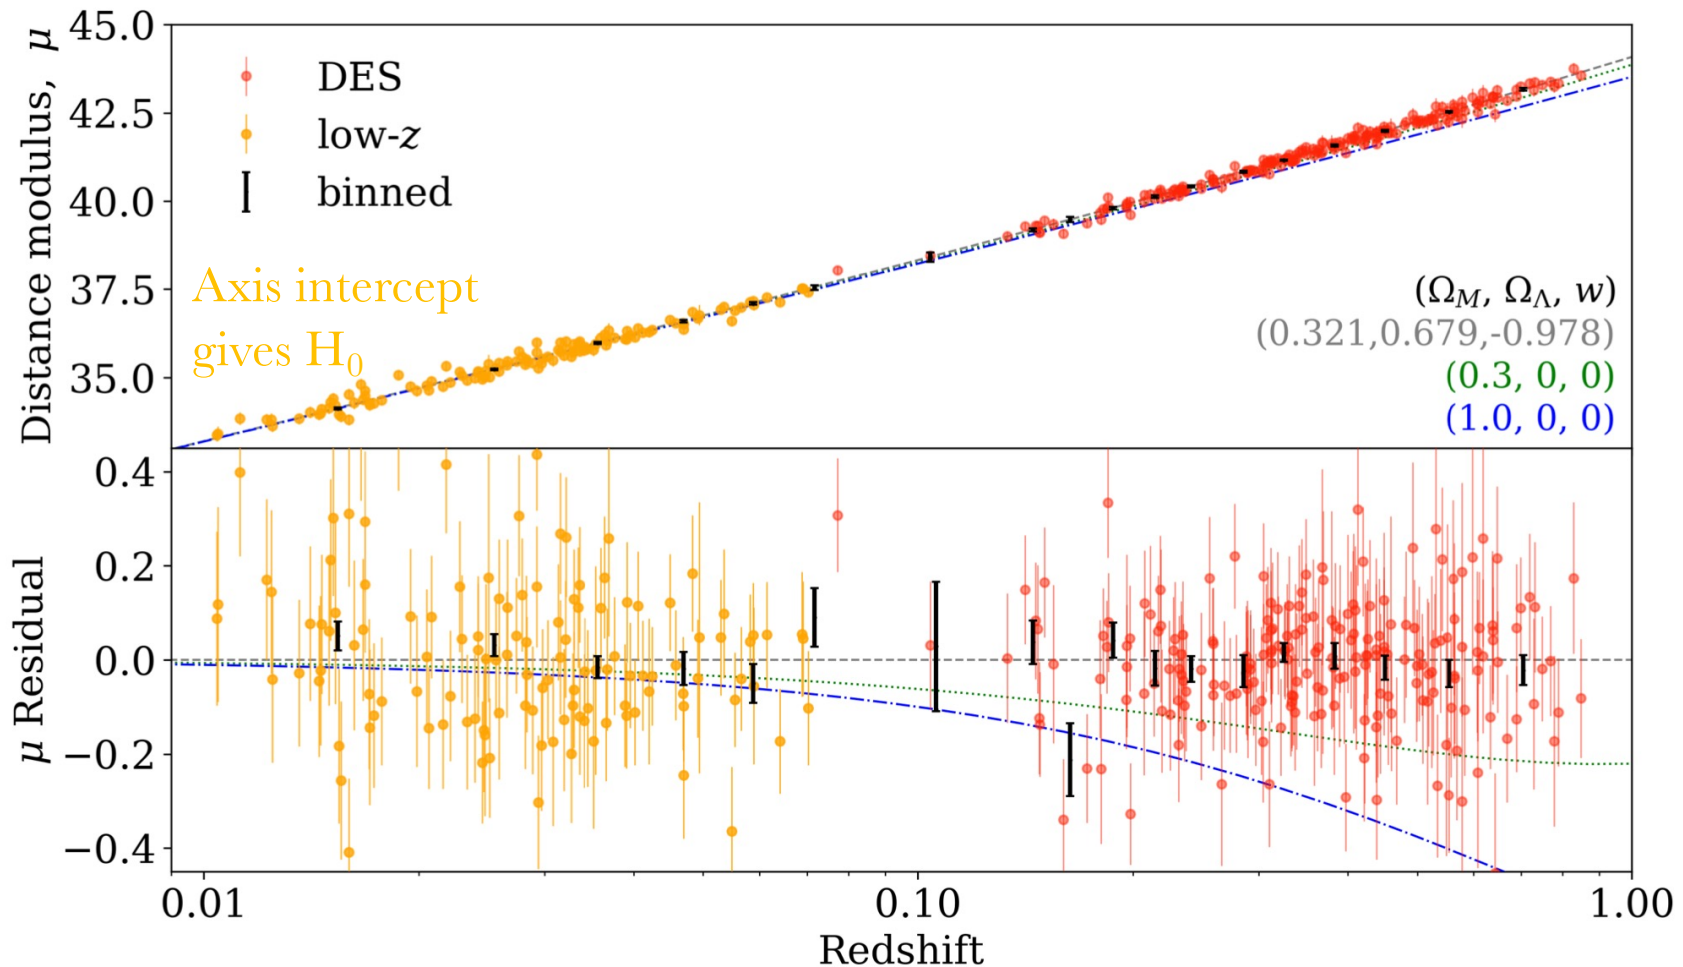 45.0
42.5
40.0
37.5
35.0
Distance modulus, μ
DES
low-z
binned
Axis intercept
gives H₀
(Ω_M, Ω_Λ, w)
(0.321,0.679,-0.978)
(0.3, 0, 0)
(1.0, 0, 0)
0.4
0.2
0.0
−0.2
−0.4
μ Residual
0.01
0.10
1.00
Redshift